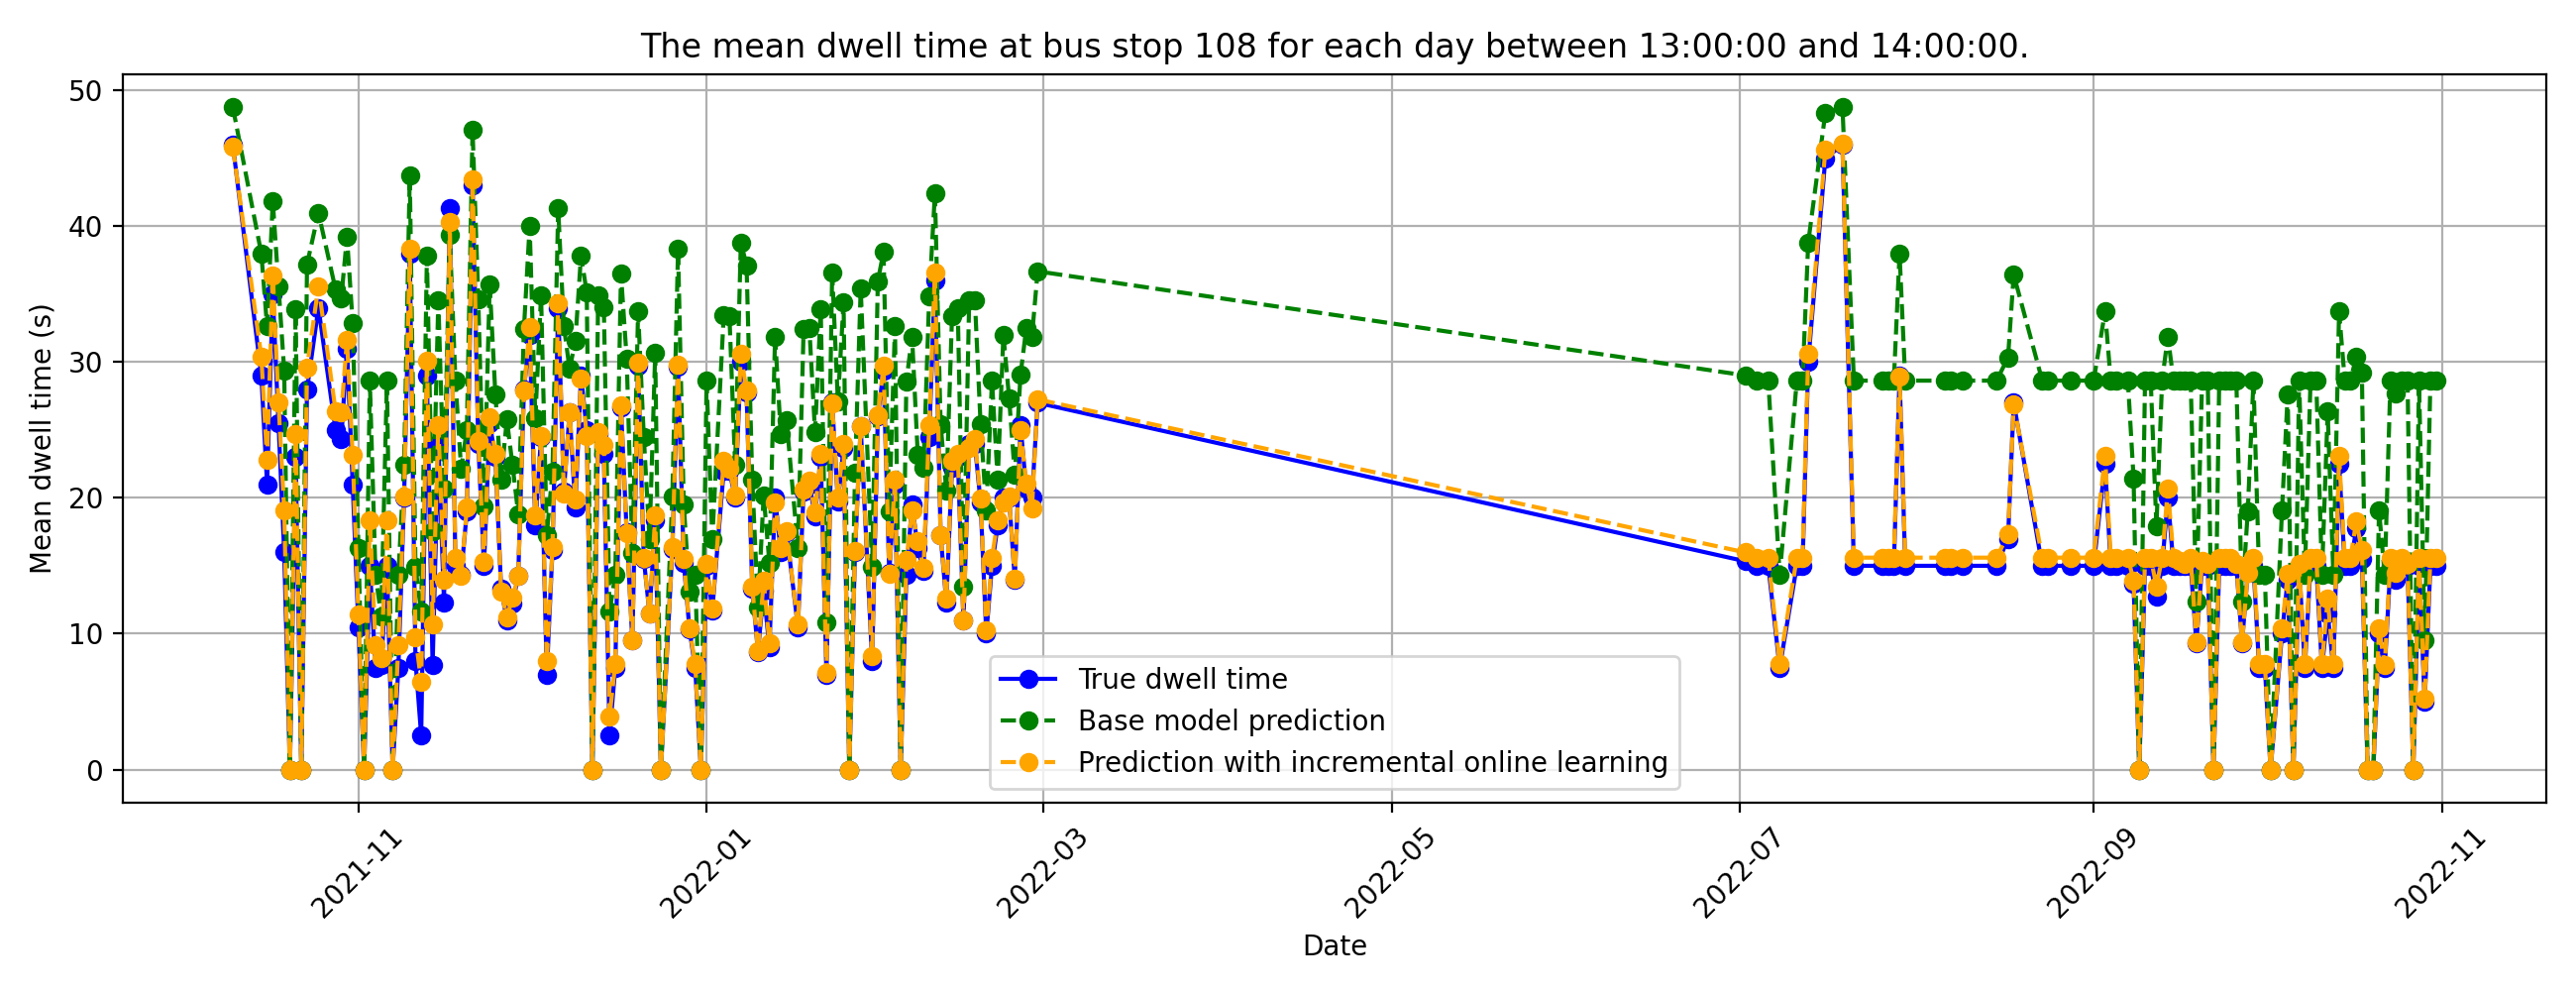 The mean dwell time at bus stop 108 for each day between 13:00:00 and 14:00:00.
Mean dwell time (s)
50
40
30
20
10
0
True dwell time
Base model prediction
Prediction with incremental online learning
2021-11
2022-01
2022-03
2022-05
2022-07
2022-09
2022-11
Date